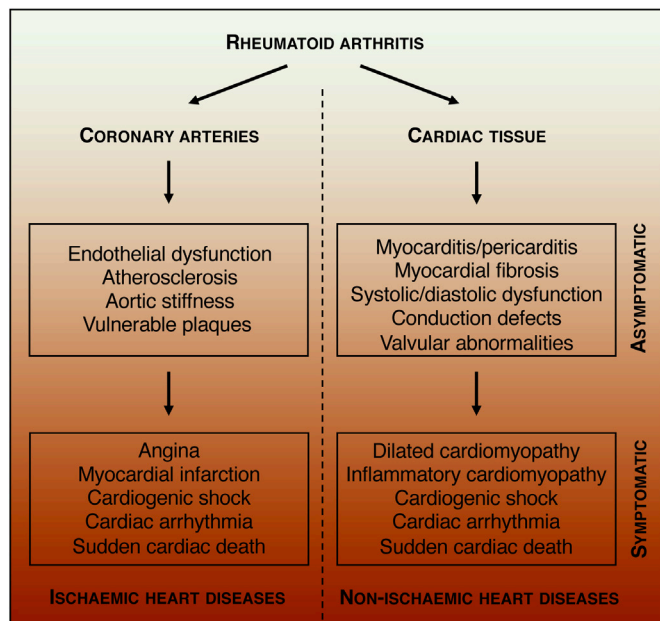 RHEUMATOID ARTHRITIS
CORONARY ARTERIES
CARDIAC TISSUE
Endothelial dysfunction
Atherosclerosis
Aortic stiffness
Vulnerable plaques
Myocarditis/pericarditis
Myocardial fibrosis
Systolic/diastolic dysfunction
Conduction defects
Valvular abnormalities
ASYMPTOMATIC
Angina
Myocardial infarction
Cardiogenic shock
Cardiac arrhythmia
Sudden cardiac death
Dilated cardiomyopathy
Inflammatory cardiomyopathy
Cardiogenic shock
Cardiac arrhythmia
Sudden cardiac death
SYMPTOMATIC
ISCHAEMIC HEART DISEASES
NON-ISCHAEMIC HEART DISEASES